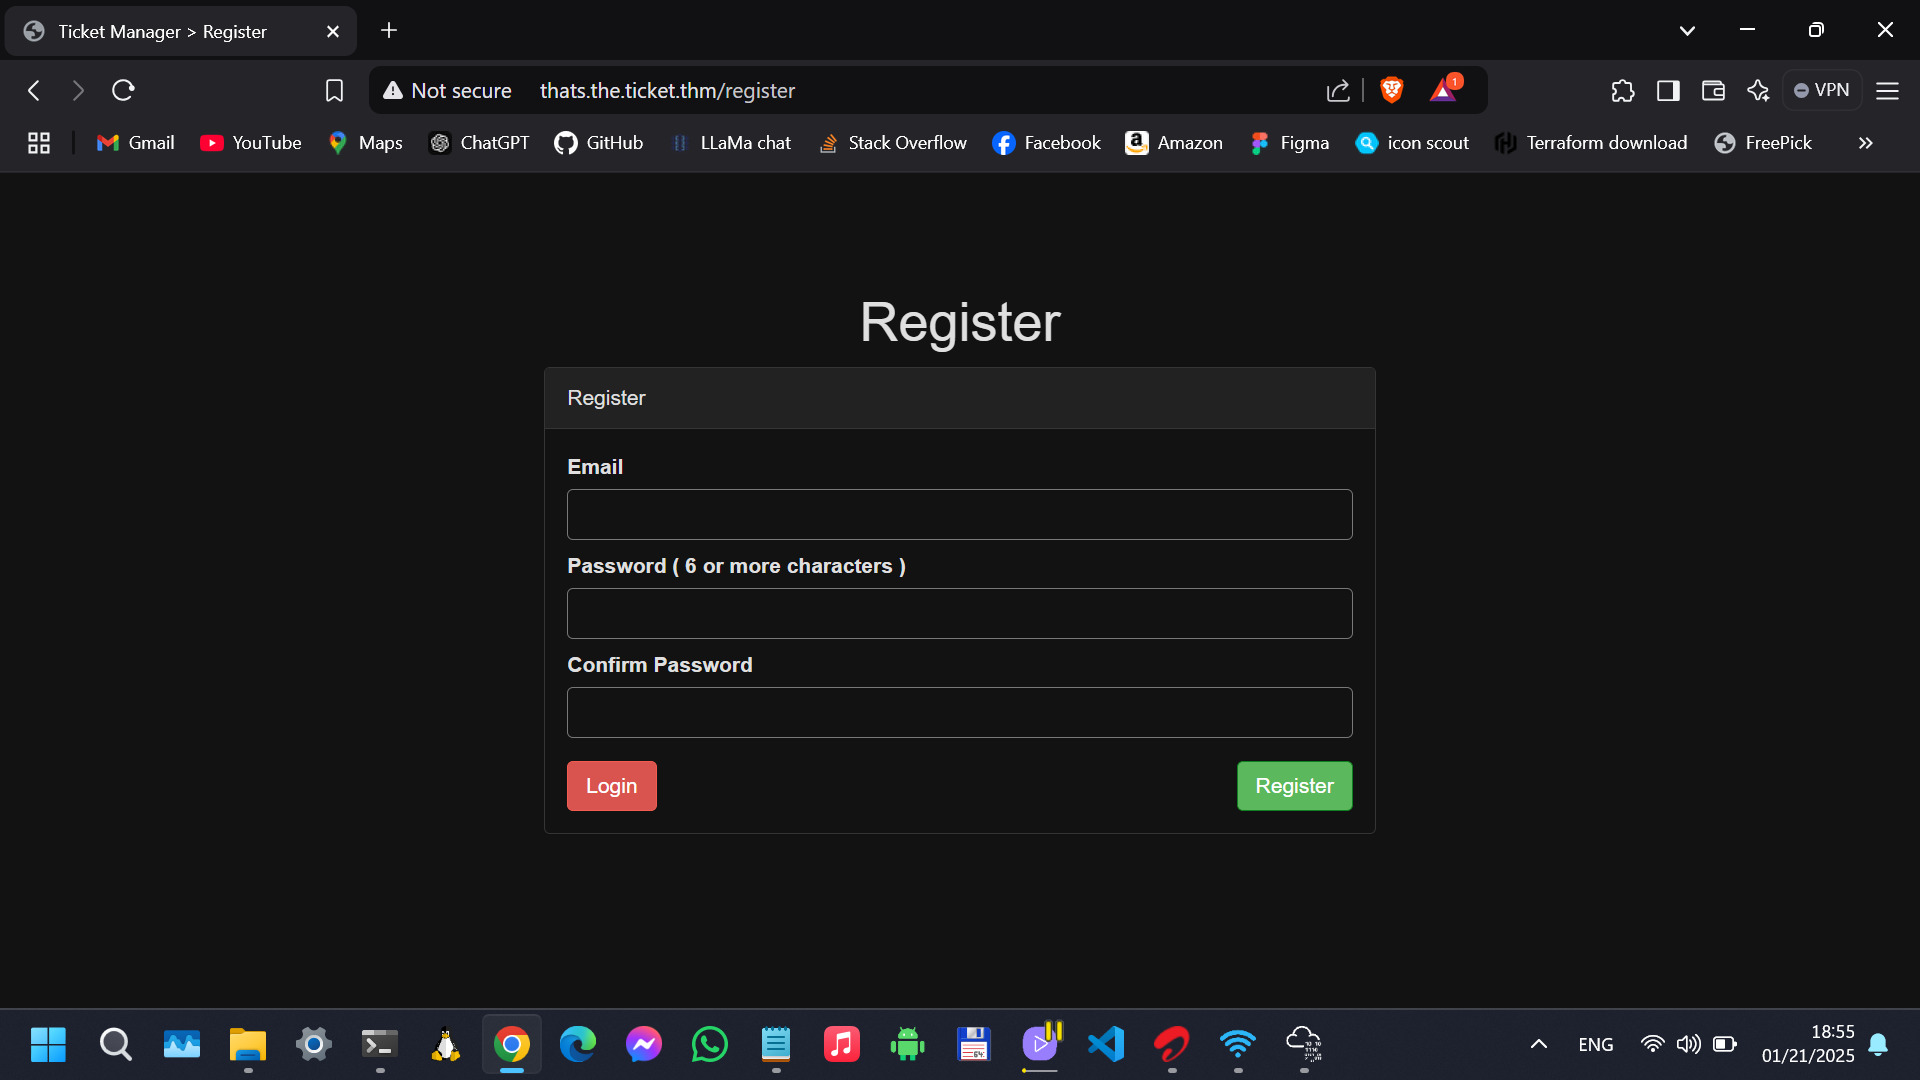 Ticket Manager > Register
Not secure thats.the.ticket.thm/register 1 VPN
Gmail YouTube Maps ChatGPT GitHub LLaMa chat Stack Overflow Facebook Amazon Figma icon scout Terraform download FreePick
Register
Register
Email
Password ( 6 or more characters )
Confirm Password
Login Register
ENG 18:55
01/21/2025